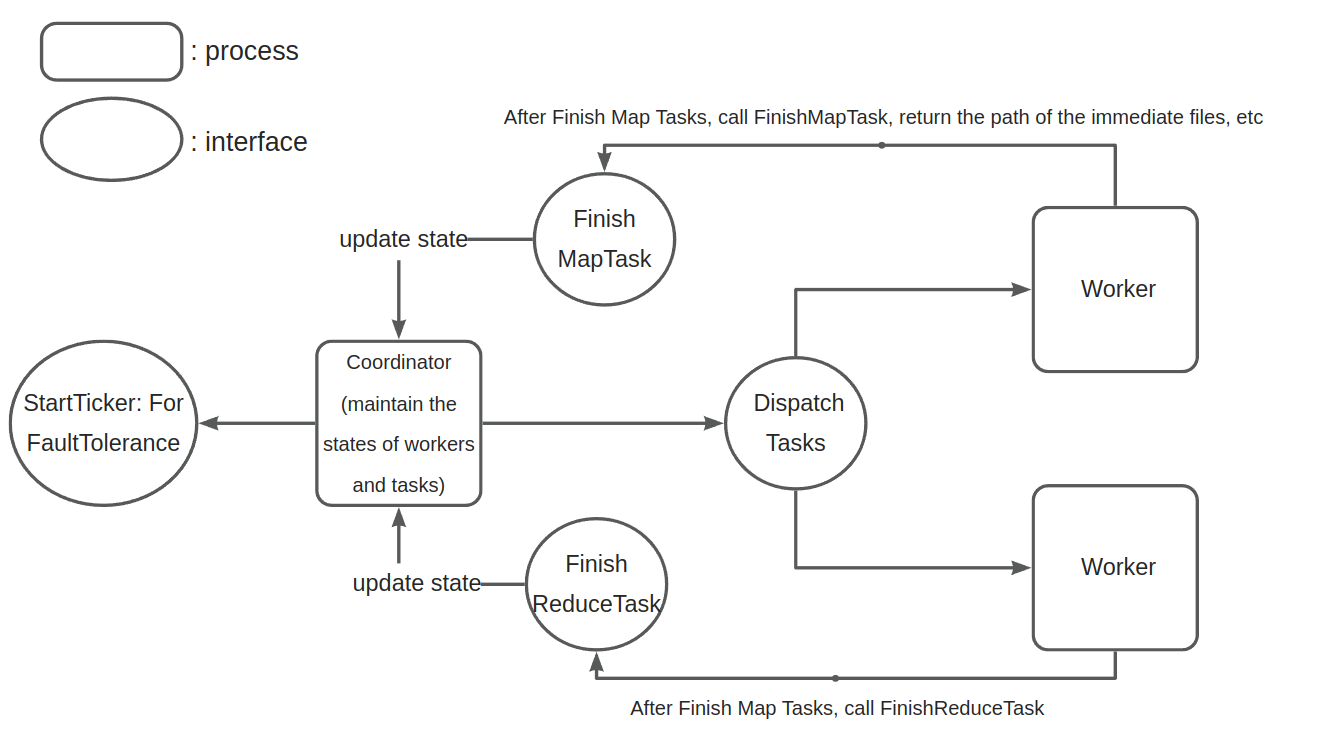 : process
: interface
After Finish Map Tasks, call FinishMapTask, return the path of the immediate files, etc
Finish
MapTask
update state
Worker
StartTicker: For
FaultTolerance
Coordinator
(maintain the
states of workers
and tasks)
Dispatch
Tasks
Finish
ReduceTask
update state
Worker
After Finish Map Tasks, call FinishReduceTask